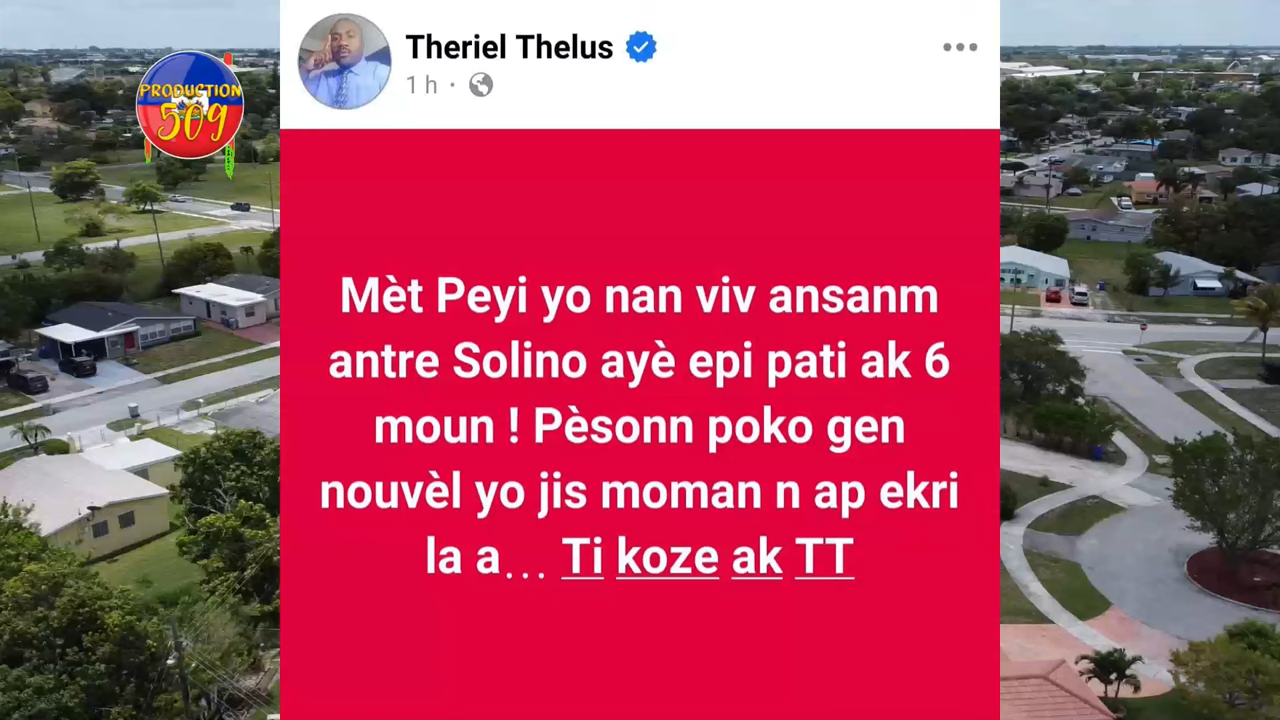 PRODUCTION
509
Theriel Thelus
1 h ·
Mèt Peyi yo nan viv ansanm
antre Solino ayè epi pati ak 6
moun ! Pèsonn poko gen
nouvèl yo jis moman n ap ekri
la a... Ti koze ak TT